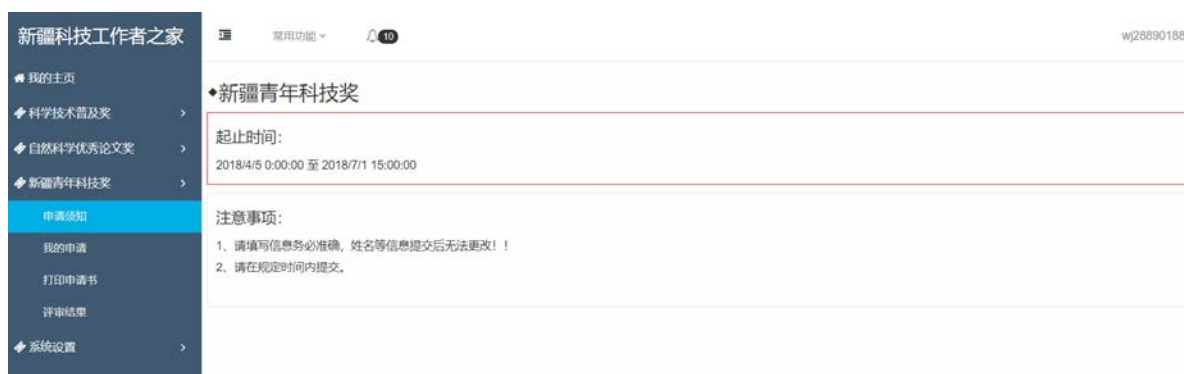 新疆科技工作者之家
常用功能
10
wj28890188
我的主页
科学技术普及奖
自然科学优秀论文奖
新疆青年科技奖
申请须知
我的申请
打印申请书
评审结果
系统设置
◆新疆青年科技奖
起止时间：
2018/4/5 0:00:00 至 2018/7/1 15:00:00
注意事项：
1、请填写信息务必准确，姓名等信息提交后无法更改！！
2、请在规定时间内提交。